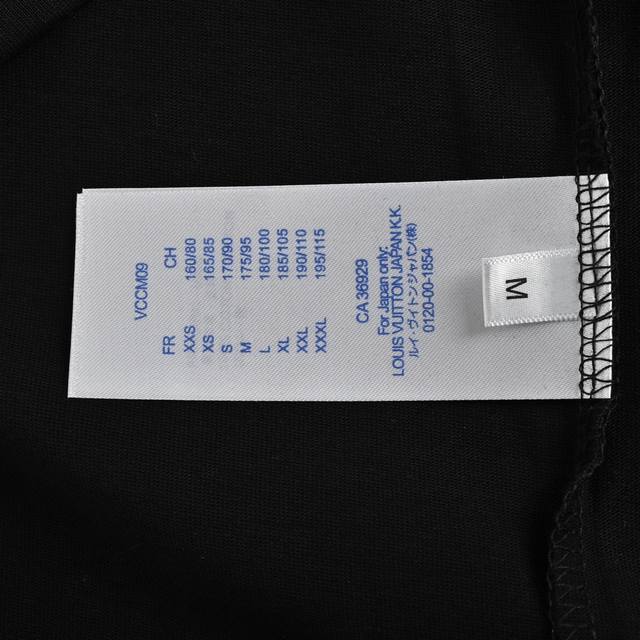 VCCM09
FR CH
XXS 160/80
XS 165/85
S 170/90
M 175/95
L 180/100
XL 185/105
XXL 190/110
XXXL 195/115
CA 36929
For Japan only:
LOUIS VUITTON JAPAN K.K.
ルイ・ヴィトンジャパン(株)
0120-00-1854
M